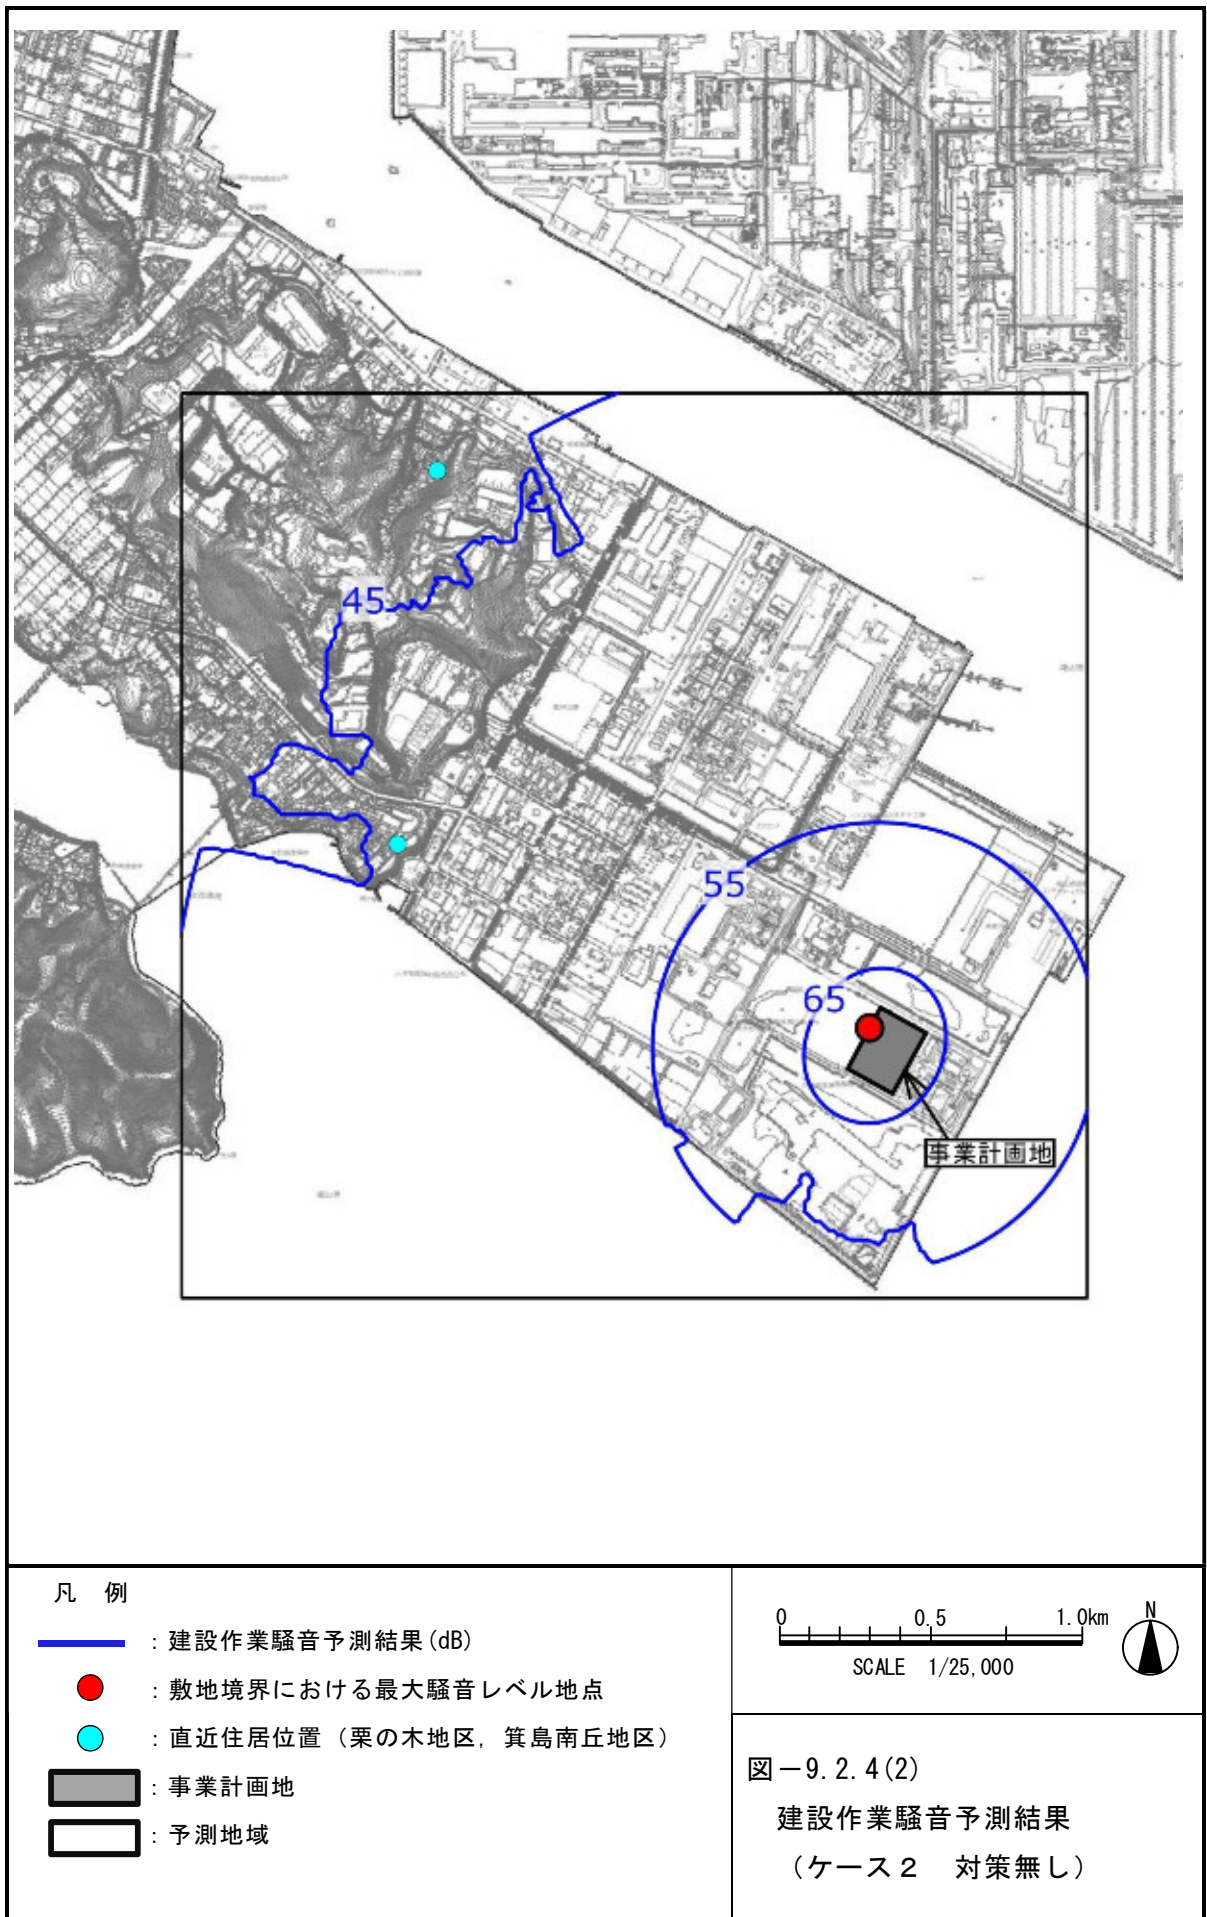 45
55
65
事業計画地
凡 例
：建設作業騒音予測結果(dB)
：敷地境界における最大騒音レベル地点
：直近住居位置（栗の木地区, 箕島南丘地区）
：事業計画地
：予測地域
0 0.5 1.0km
N
SCALE 1/25,000
図－9.2.4(2)
建設作業騒音予測結果
（ケース２　対策無し）